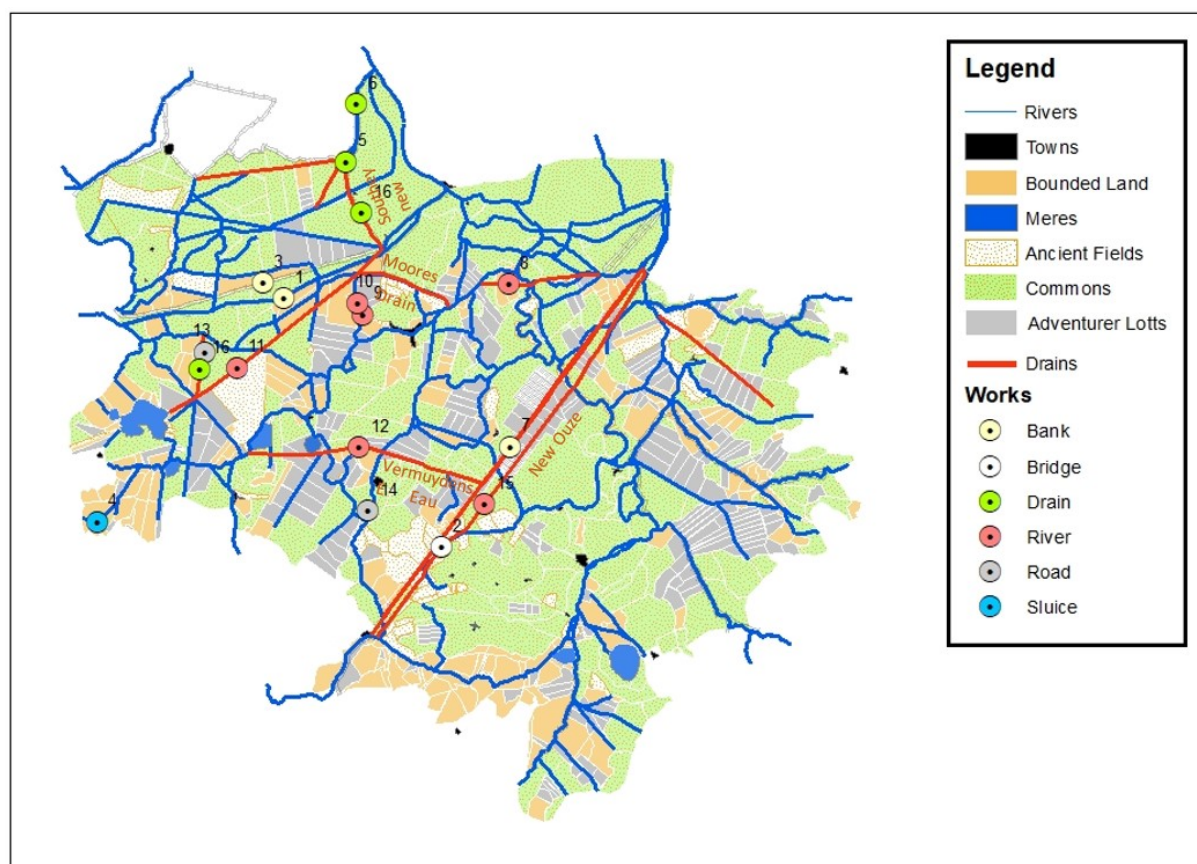 6
5
16
new
Southey
3
1
Moores
Drain
8
10
9
13
16
11
12
7
New Ouze
Vermuydons
Eau
14
15
2
4
Legend
Rivers
Towns
Bounded Land
Meres
Ancient Fields
Commons
Adventurer Lotts
Drains
Works
Bank
Bridge
Drain
River
Road
Sluice